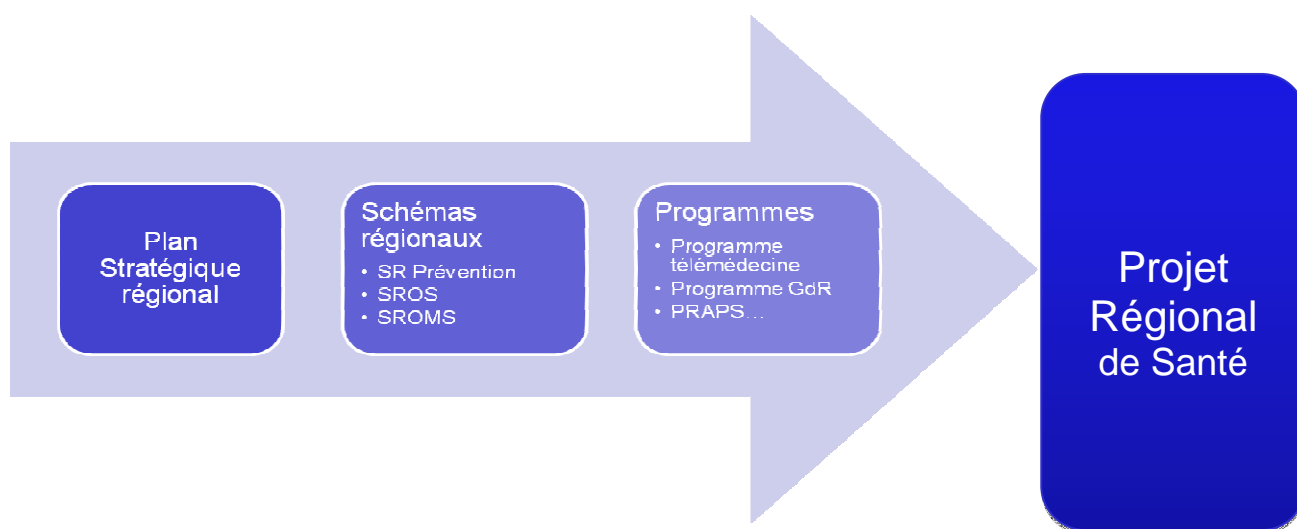 Plan
Stratégique
régional
Schémas
régionaux
• SR Prévention
• SROS
• SROMS
Programmes
• Programme
télémédecine
• Programme GdR
• PRAPS...
Projet
Régional
de Santé